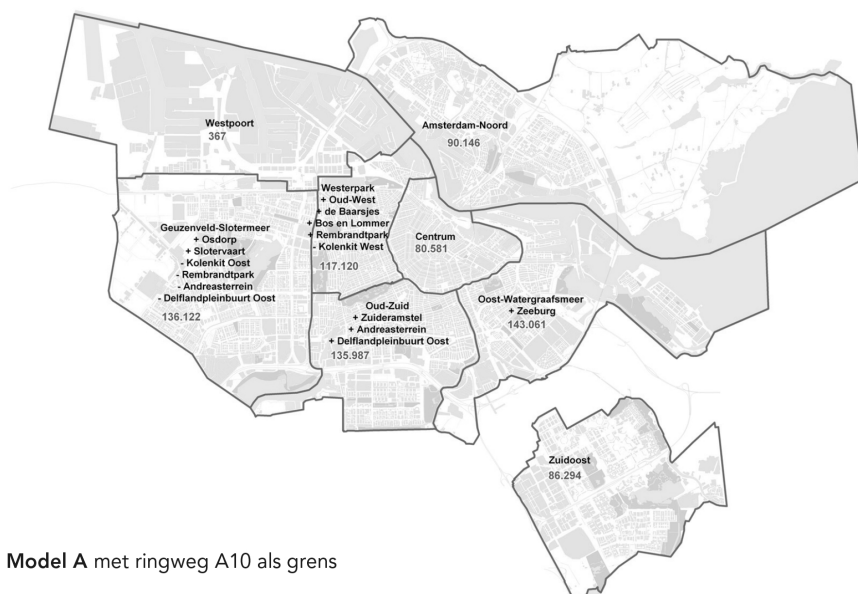 Westpoort
367
Amsterdam-Noord
90.146
Westerpark
+ Oud-West
+ de Baarsjes
+ Bos en Lommer
+ Rembrandtpark
- Kolenkit West
117.120
Centrum
80.581
Geuzenveld-Slotermeer
+ Osdorp
+ Slotervaart
- Kolenkit Oost
- Rembrandtpark
- Andreasterrein
- Delflandpleinbuurt Oost
136.122
Oud-Zuid
+ Zuideramstel
+ Andreasterrein
+ Delflandpleinbuurt Oost
135.987
Oost-Watergraafsmeer
+ Zeeburg
143.061
Zuidoost
86.294
Model A met ringweg A10 als grens